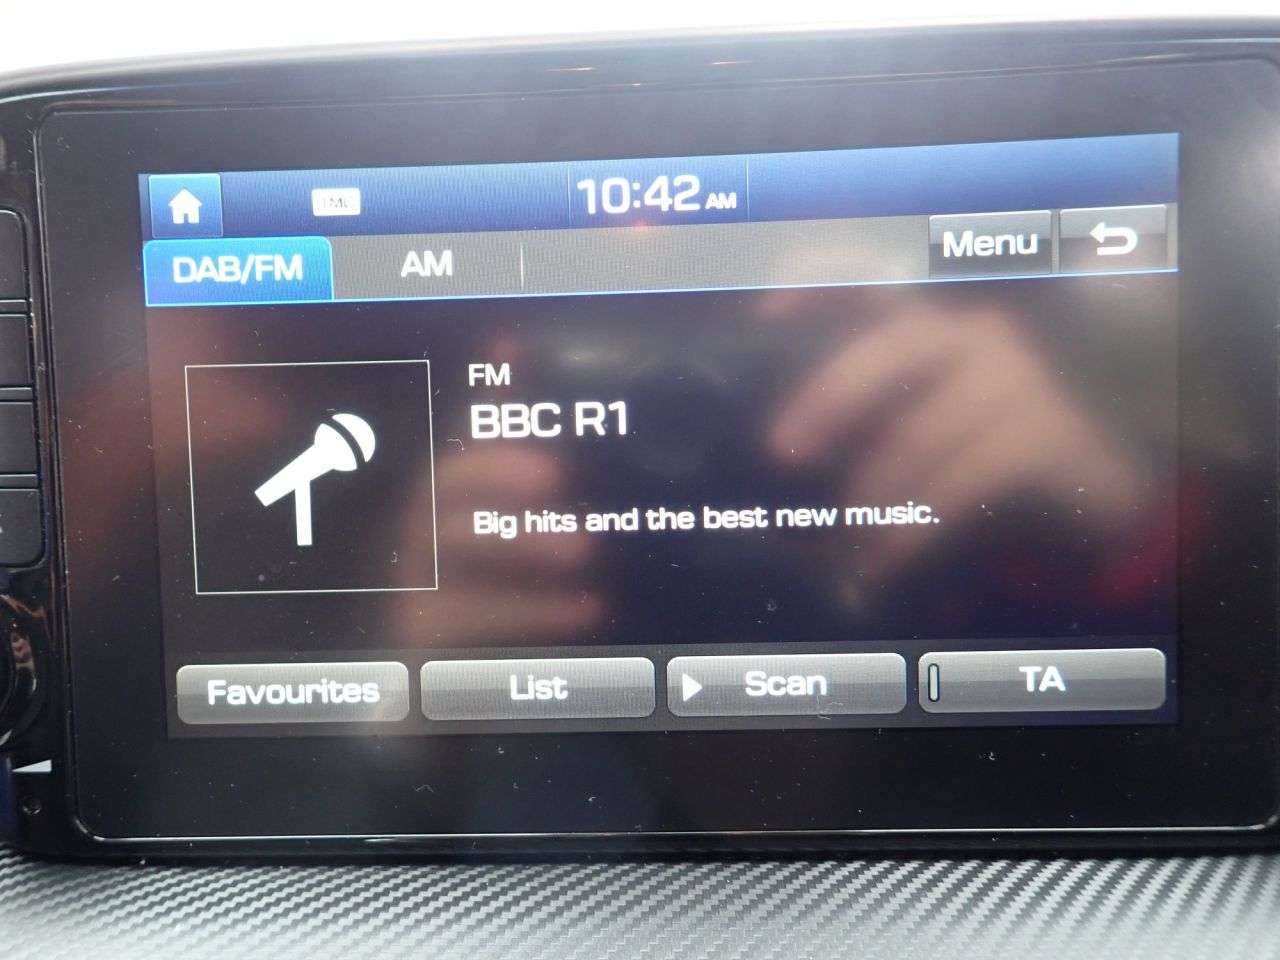 TMC
10:42 AM
DAB/FM
AM
Menu
FM
BBC R1
Big hits and the best new music.
Favourites
List
Scan
TA